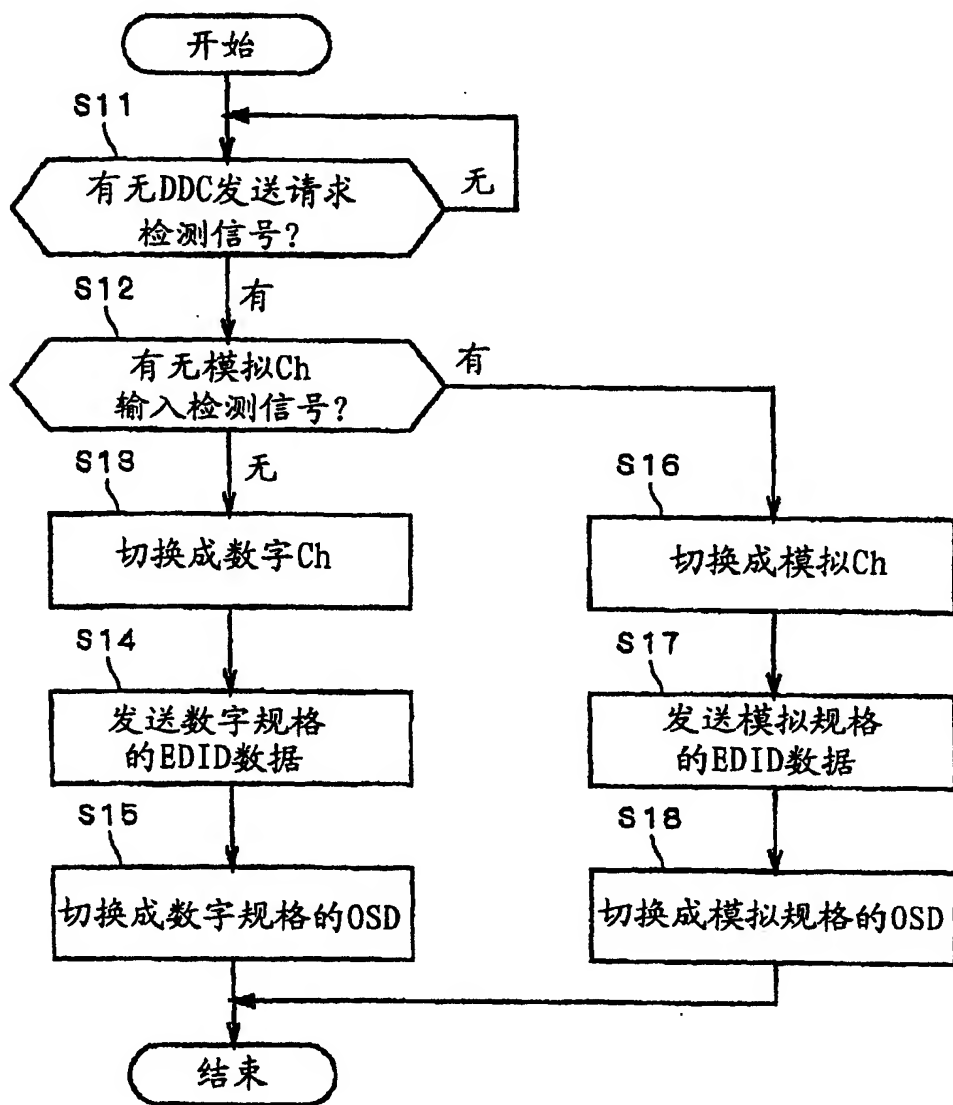 开始
S11
有无DDC发送请求
检测信号?
无
S12
有
有无模拟Ch
输入检测信号?
有
S13
无
切换成数字Ch
S16
切换成模拟Ch
S14
发送数字规格
的EDID数据
S17
发送模拟规格
的EDID数据
S15
切换成数字规格的OSD
S18
切换成模拟规格的OSD
结束